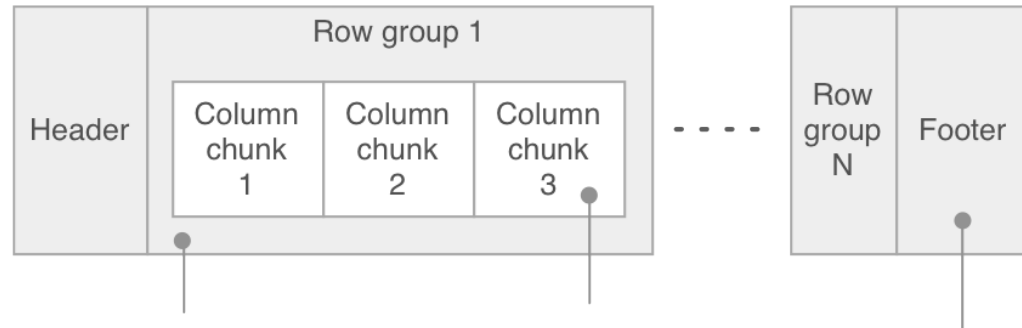 Header
Row group 1
Column
chunk
1
Column
chunk
2
Column
chunk
3
Row
group
N
Footer